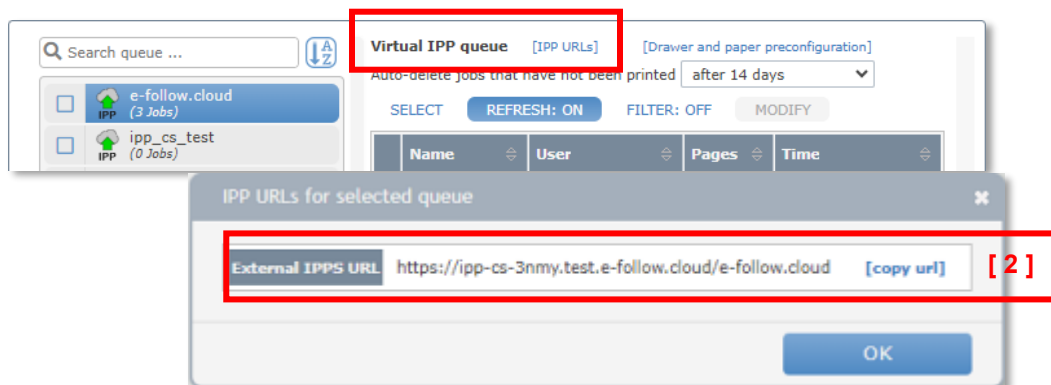 Search queue ...
A
Z
Virtual IPP queue [IPP URLs] [Drawer and paper preconfiguration]
Auto-delete jobs that have not been printed after 14 days
e-follow.cloud
IPP (3 Jobs)
SELECT REFRESH: ON FILTER: OFF MODIFY
ipp_cs_test
IPP (0 Jobs)
Name User Pages Time
IPP URLs for selected queue
External IPPS URL https://ipp-cs-3nmy.test.e-follow.cloud/e-follow.cloud [copy url] [ 2 ]
OK